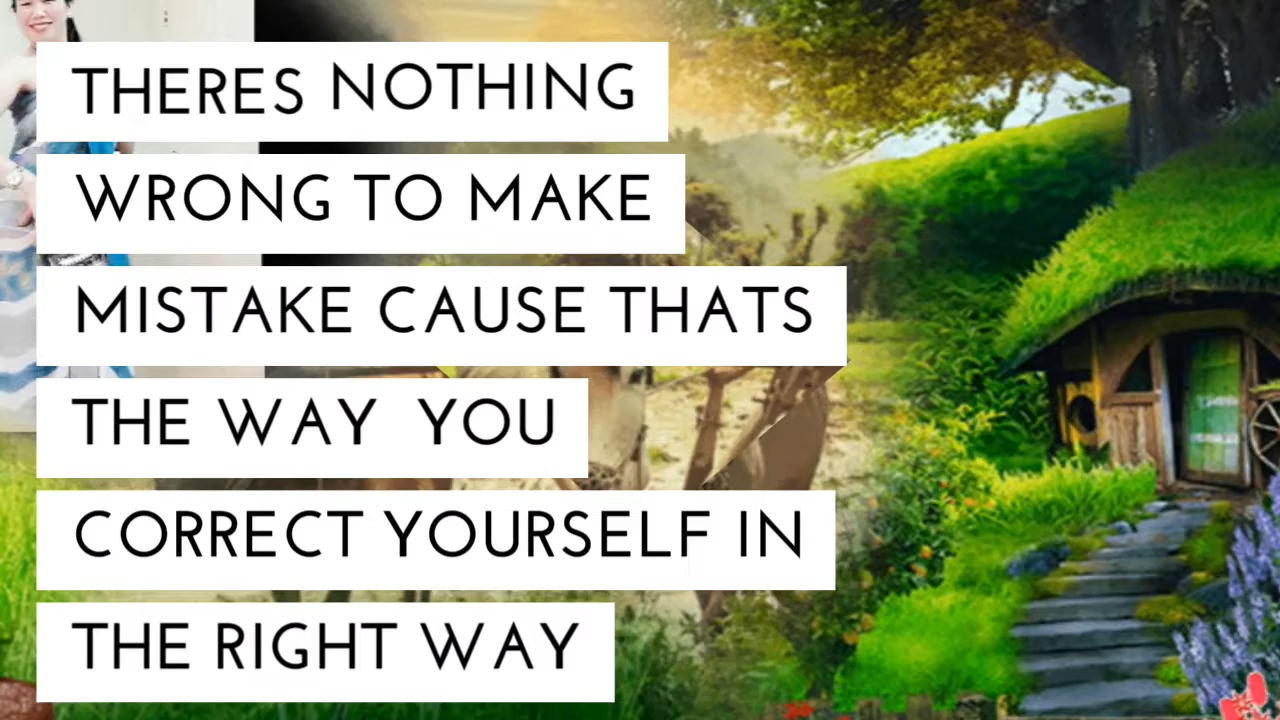 THERES NOTHING
WRONG TO MAKE
MISTAKE CAUSE THATS
THE WAY YOU
CORRECT YOURSELF IN
THE RIGHT WAY